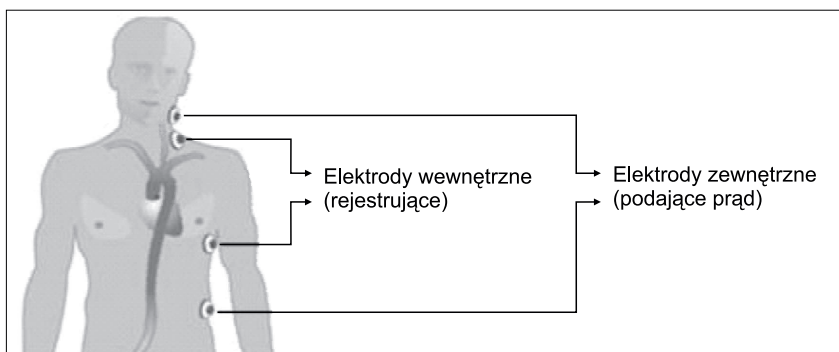 Elektrody wewnętrzne
(rejestrujące)
Elektrody zewnętrzne
(podające prąd)